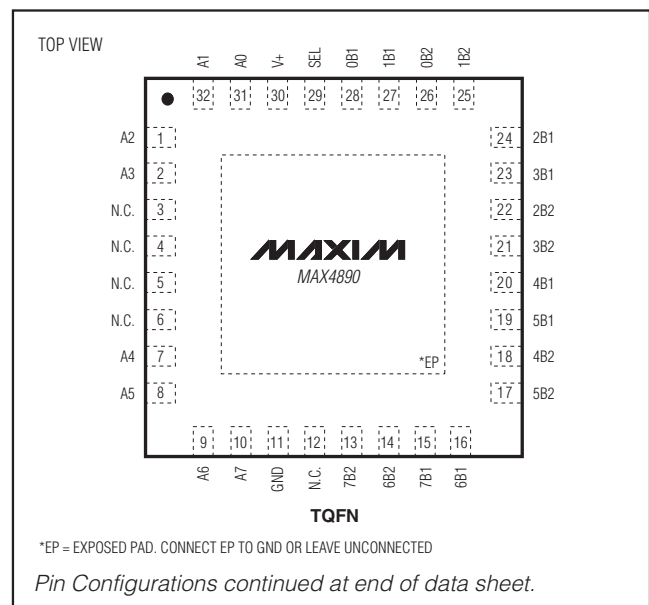 TOP VIEW
A1 A0 V+ SEL 0B1 1B1 0B2 1B2
32 31 30 29 28 27 26 25
A2 1 24 2B1
A3 2 23 3B1
N.C. 3 22 2B2
N.C. 4 21 3B2
N.C. 5 20 4B1
N.C. 6 19 5B1
A4 7 18 4B2
A5 8 17 5B2
MAXIM
MAX4890
*EP
9 10 11 12 13 14 15 16
A6 A7 GND N.C. 7B2 6B2 7B1 6B1
TQFN
*EP = EXPOSED PAD. CONNECT EP TO GND OR LEAVE UNCONNECTED
Pin Configurations continued at end of data sheet.